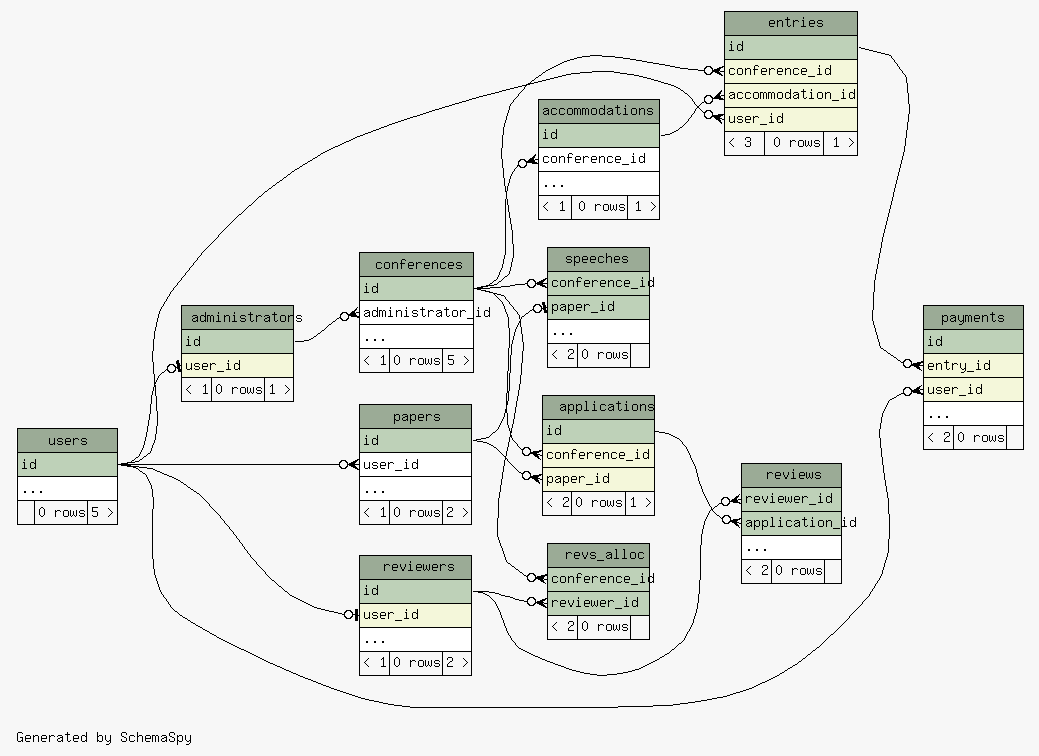 entries
id
conference_id
accommodation_id
user_id
< 3 0 rows 1 >
accommodations
id
conference_id
...
< 1 0 rows 1 >
speeches
conference_id
paper_id
...
< 2 0 rows
conferences
id
administrator_id
...
< 1 0 rows 5 >
administrators
id
user_id
< 1 0 rows 1 >
payments
id
entry_id
user_id
...
< 2 0 rows
applications
id
conference_id
paper_id
< 2 0 rows 1 >
papers
id
user_id
...
< 1 0 rows 2 >
users
id
...
0 rows 5 >
reviews
reviewer_id
application_id
...
< 2 0 rows
revs_alloc
conference_id
reviewer_id
< 2 0 rows
reviewers
id
user_id
...
< 1 0 rows 2 >
Generated by SchemaSpy